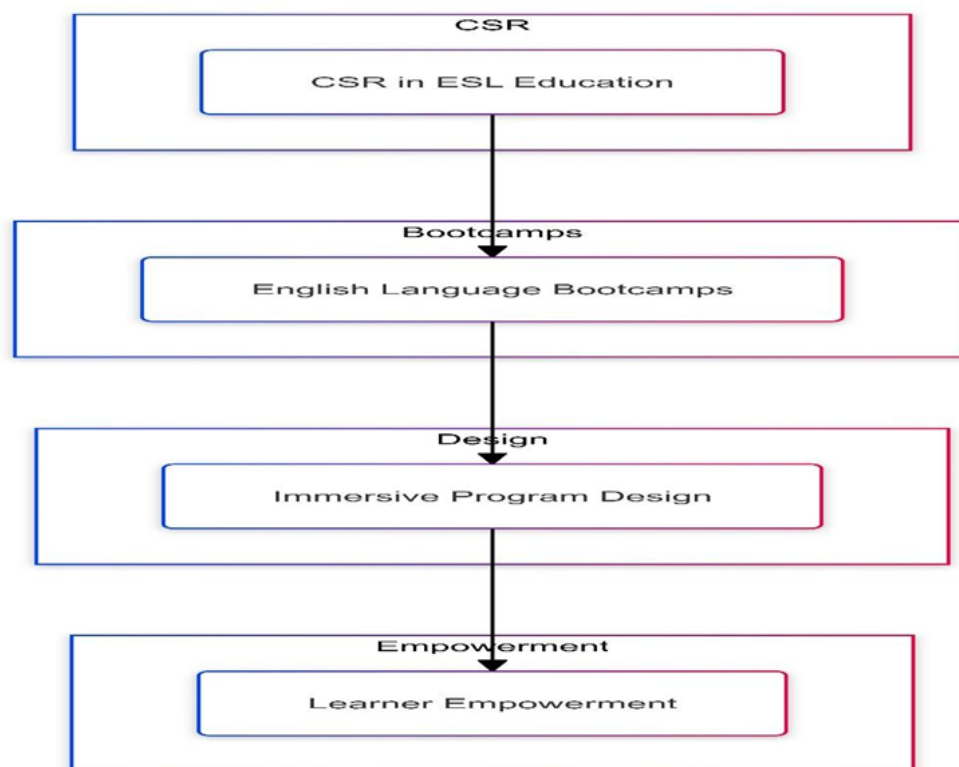 CSR
CSR in ESL Education
Bootcamps
English Language Bootcamps
Design
Immersive Program Design
Empowerment
Learner Empowerment